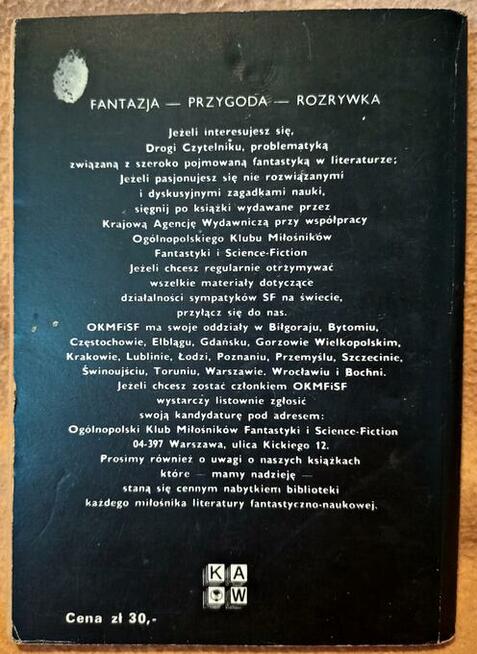 FANTAZJA — PRZYGODA — ROZRYWKA
Jeżeli interesujesz się,
Drogi Czytelniku, problematyką
związaną z szeroko pojmowaną fantastyką w literaturze;
Jeżeli pasjonujesz się nie rozwiązanymi
i dyskusyjnymi zagadkami nauki,
sięgnij po książki wydawane przez
Krajową Agencję Wydawniczą przy współpracy
Ogólnopolskiego Klubu Miłośników
Fantastyki i Science-Fiction
Jeżeli chcesz regularnie otrzymywać
wszelkie materiały dotyczące
działalności sympatyków SF na świecie,
przyłącz się do nas.
OKMFiSF ma swoje oddziały w Biłgoraju, Bytomiu,
Częstochowie, Elblągu, Gdańsku, Gorzowie Wielkopolskim,
Krakowie, Lublinie, Łodzi, Poznaniu, Przemyślu, Szczecinie,
Świnoujściu, Toruniu, Warszawie. Wrocławiu i Bochni.
Jeżeli chcesz zostać członkiem OKMFiSF
wystarczy listownie zgłosić
swoją kandydaturę pod adresem:
Ogólnopolski Klub Miłośników Fantastyki i Science-Fiction
04-397 Warszawa, ulica Kickiego 12.
Prosimy również o uwagi o naszych książkach
które — mamy nadzieję —
staną się cennym nabytkiem biblioteki
każdego miłośnika literatury fantastyczno-naukowej.
K A
W
Cena zł 30,-